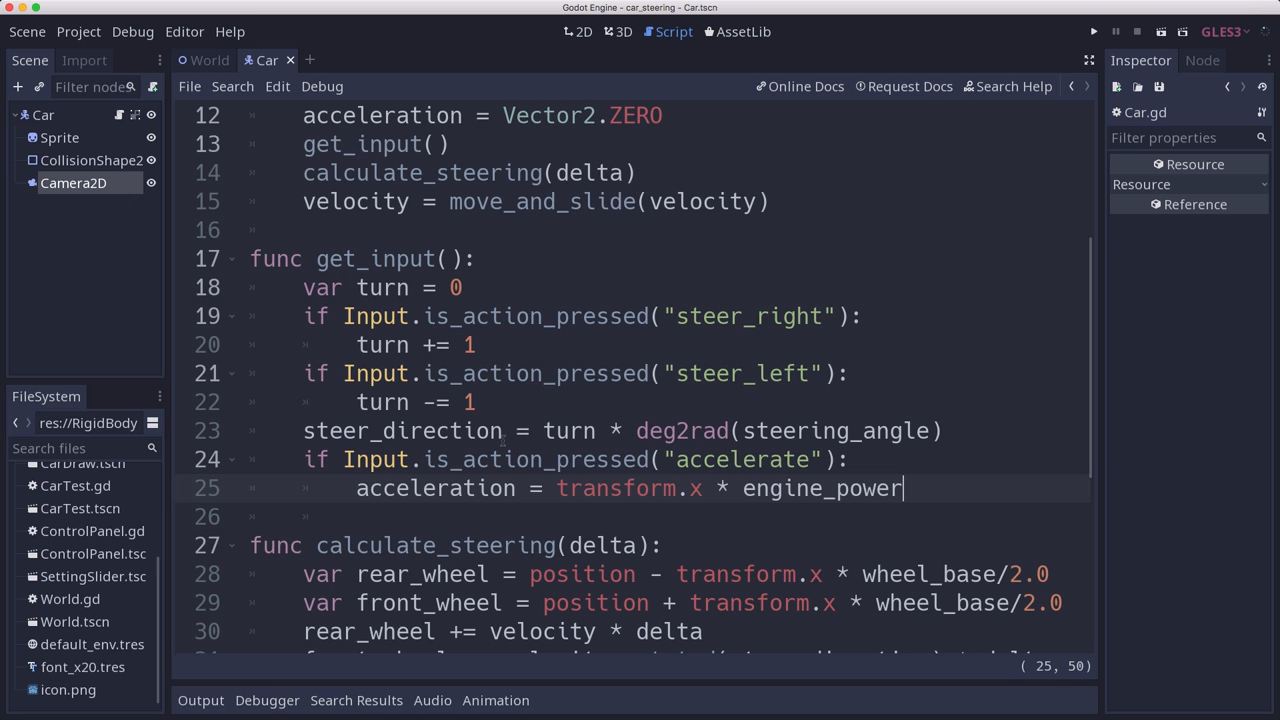 Godot Engine - car_steering - Car.tscn
Scene Project Debug Editor Help
2D 3D Script AssetLib
GLES3
Scene Import
Filter nodes
Car
Sprite
CollisionShape2
Camera2D
FileSystem
res://RigidBody
Search files
CarDraw.tscn
CarTest.gd
CarTest.tscn
ControlPanel.gd
ControlPanel.tsc
SettingSlider.tsc
World.gd
World.tscn
default_env.tres
font_x20.tres
icon.png
World Car
File Search Edit Debug
Online Docs Request Docs Search Help
12 acceleration = Vector2.ZERO
13 get_input()
14 calculate_steering(delta)
15 velocity = move_and_slide(velocity)
16
17 func get_input():
18 var turn = 0
19 if Input.is_action_pressed("steer_right"):
20 turn += 1
21 if Input.is_action_pressed("steer_left"):
22 turn -= 1
23 steer_direction = turn * deg2rad(steering_angle)
24 if Input.is_action_pressed("accelerate"):
25 acceleration = transform.x * engine_power
26
27 func calculate_steering(delta):
28 var rear_wheel = position - transform.x * wheel_base/2.0
29 var front_wheel = position + transform.x * wheel_base/2.0
30 rear_wheel += velocity * delta
( 25, 50)
Output Debugger Search Results Audio Animation
Inspector Node
Car.gd
Filter properties
Resource
Resource
Reference